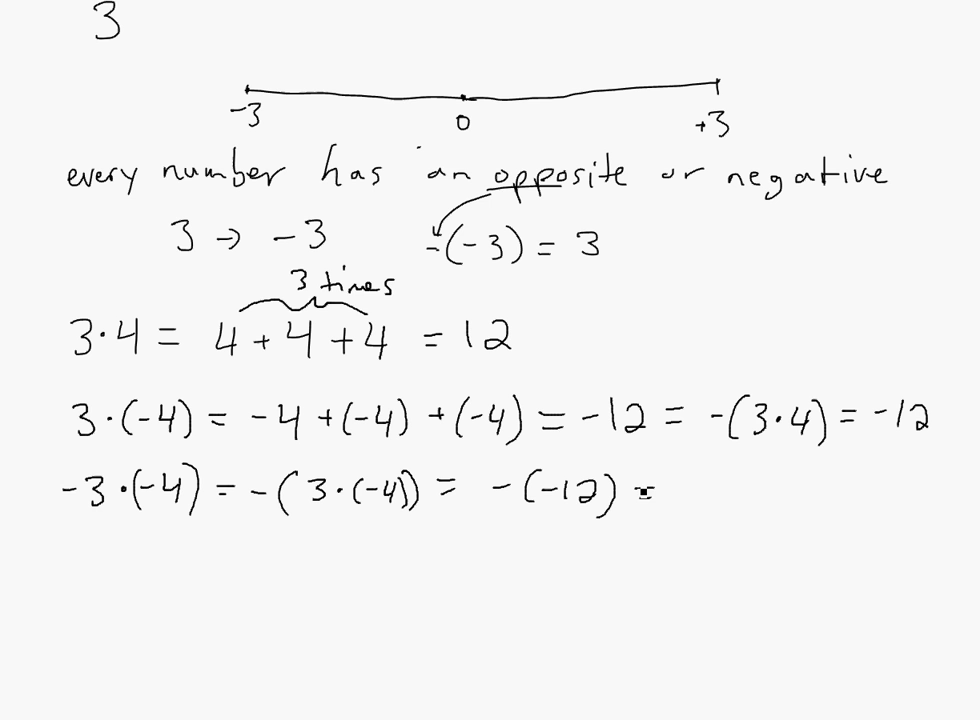 3
-3 0 +3
every number has an opposite or negative
3 → -3 -(-3) = 3
3 times
3·4 = 4 + 4 + 4 = 12
3·(-4) = -4 + (-4) + (-4) = -12 = -(3·4) = -12
-3·(-4) = -(3·(-4)) = -(-12) =